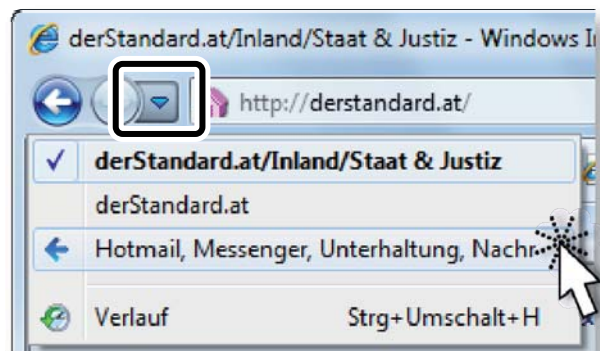 derStandard.at/Inland/Staat & Justiz - Windows I
http://derstandard.at/
derStandard.at/Inland/Staat & Justiz
derStandard.at
Hotmail, Messenger, Unterhaltung, Nachr
Verlauf Strg+Umschalt+H